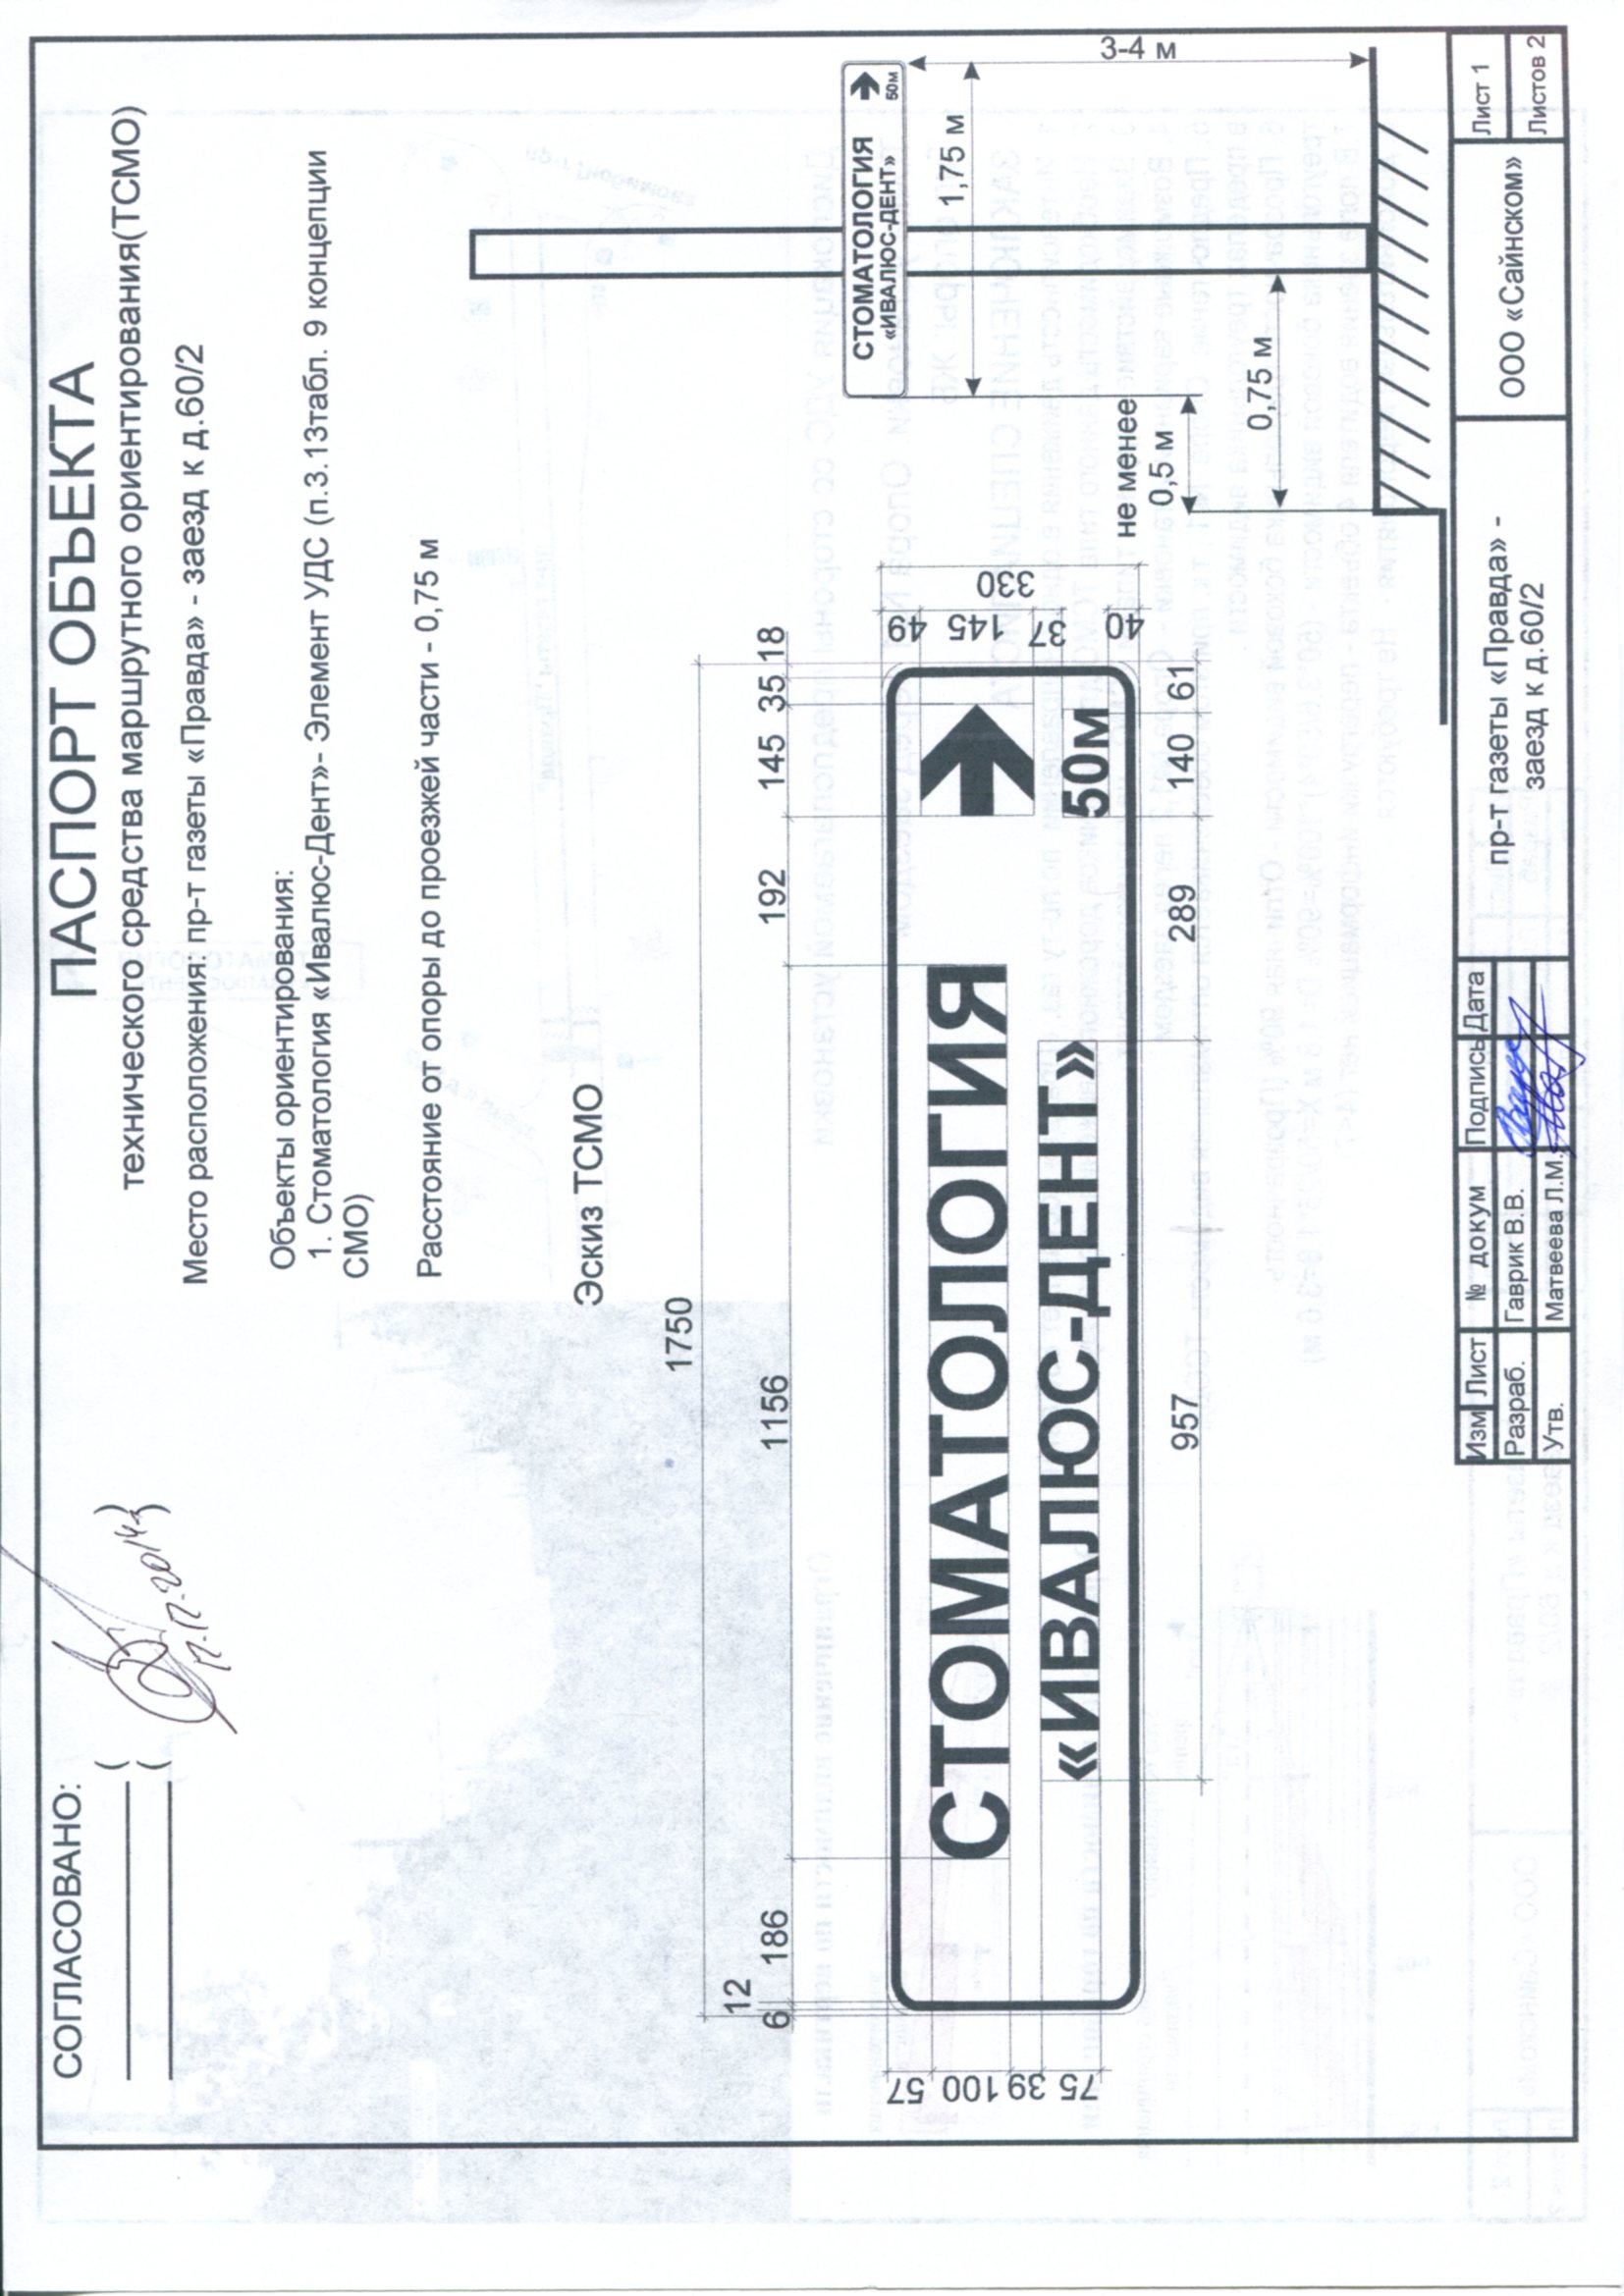 СОГЛАСОВАНО:
( )
( )
12.12.2014г
ПАСПОРТ ОБЪЕКТА
технического средства маршрутного ориентирования(ТСМО)
Место расположения: пр-т газеты «Правда» - заезд к д.60/2
Объекты ориентирования:
1. Стоматология «Ивалюс-Дент»- Элемент УДС (п.3.13табл. 9 концепции
СМО)
Расстояние от опоры до проезжей части - 0,75 м
Эскиз ТСМО
1750
12
6
186
1156
192
145
35
18
СТОМАТОЛОГИЯ
«ИВАЛЮС-ДЕНТ»
50м
57
100
39
75
49
145
37
40
330
957
289
140
61
СТОМАТОЛОГИЯ
«ИВАЛЮС-ДЕНТ»
50м
1,75 м
3-4 м
не менее
0,5 м
0,75 м
Изм Лист № докум Подпись Дата
Разраб. Гаврик В.В.
Утв. Матвеева Л.М.
пр-т газеты «Правда» -
заезд к д.60/2
ООО «Сайнском»
Лист 1
Листов 2